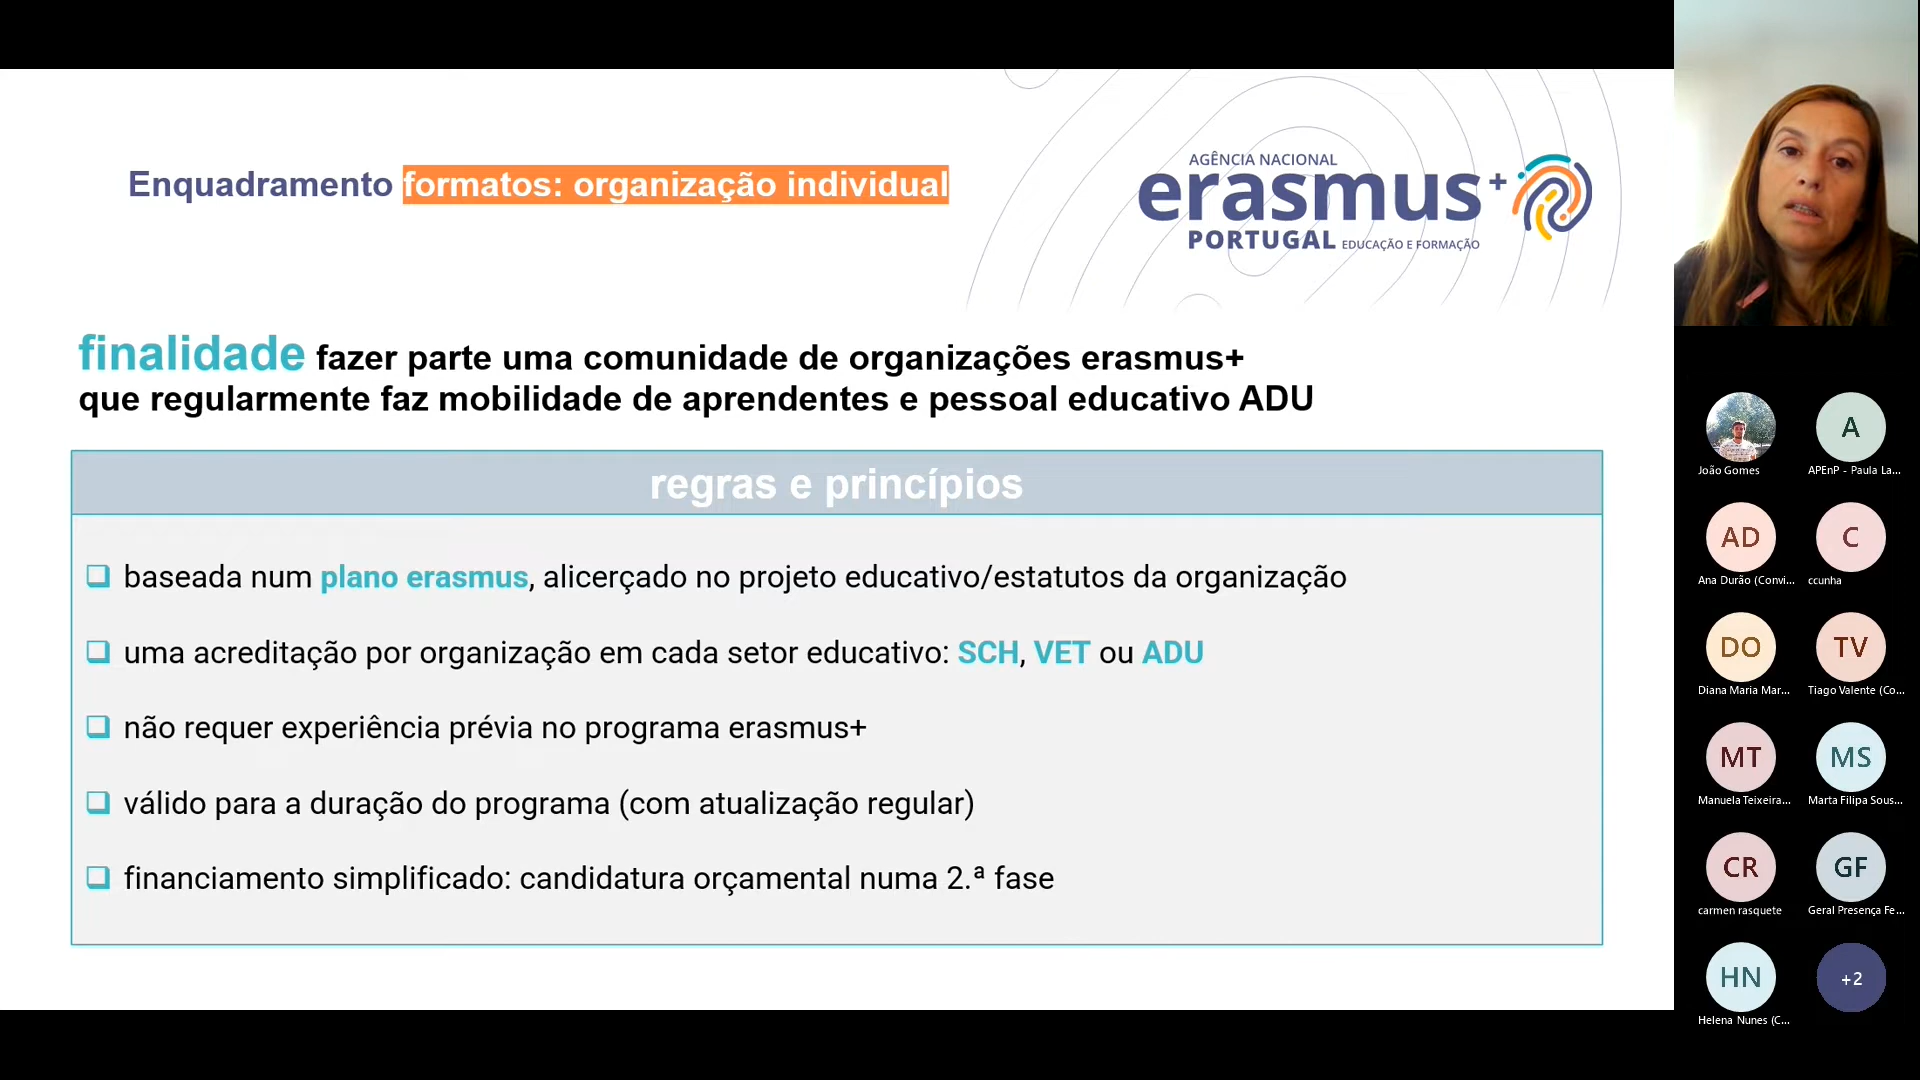 Enquadramento formatos: organização individual
AGÊNCIA NACIONAL
erasmus+
PORTUGAL EDUCAÇÃO E FORMAÇÃO
finalidade fazer parte uma comunidade de organizações erasmus+
que regularmente faz mobilidade de aprendentes e pessoal educativo ADU
regras e princípios
❑ baseada num plano erasmus, alicerçado no projeto educativo/estatutos da organização
❑ uma acreditação por organização em cada setor educativo: SCH, VET ou ADU
❑ não requer experiência prévia no programa erasmus+
❑ válido para a duração do programa (com atualização regular)
❑ financiamento simplificado: candidatura orçamental numa 2.ª fase
A
João Gomes
APEnP - Paula La...
AD
C
Ana Durão (Convi...
ccunha
DO
TV
Diana Maria Mar...
Tiago Valente (Co...
MT
MS
Manuela Teixeira...
Marta Filipa Sous...
CR
GF
carmen rasquete
Geral Presença Fe...
HN
+2
Helena Nunes (C...